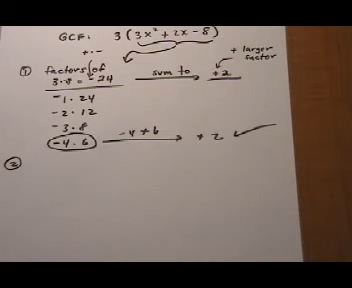 GCF: 3(3x² + 2x - 8)
+ · -
+ larger factor
① factors of 3·8 = -24 sum to +2
-1·24
-2·12
-3·8
-4·6 -4+6 +2 ✓
②